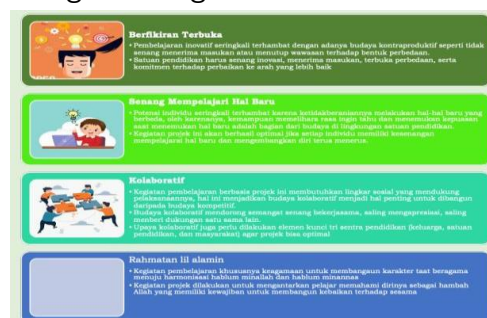 Berfikiran Terbuka
• Pembelajaran inovatif seringkali terhambat dengan adanya budaya kontraproduktif seperti tidak
senang menerima masukan atau menutup wawasan terhadap bentuk perbedaan.
• Satuan pendidikan harus senang inovasi, menerima masukan, terbuka perbedaan, serta
komitmen terhadap perbaikan ke arah yang lebih baik
Senang Mempelajari Hal Baru
• Potensi individu seringkali terhambat karena ketidakberaniannya melakukan hal-hal baru yang
berbeda, oleh karenanya, kemampuan memelihara rasa ingin tahu dan menemukan kepuasan
saat menemukan hal baru adalah bagian dari budaya di lingkungan satuan pendidikan.
• Kegiatan projek ini akan berhasil optimal jika setiap individu memiliki kesenangan
mempelajarai hal baru dan mengembangkan diri terus menerus.
Kolaboratif
• Kegiatan pembelajaran berbasis projek ini membutuhkan lingkar sosial yang mendukung
pelaksanaannya, hal ini menjadikan budaya kolaboratif menjadi hal penting untuk dibangun
daripada budaya kompetitif.
• Budaya kolaboratif mendorong semangat senang bekerjasama, saling mengapresiasi, saling
memberi dukungan satu sama lain.
• Upaya kolaboratif juga perlu dilakukan elemen kunci tri sentra pendidikan (keluarga, satuan
pendidikan, dan masyarakat) agar projek bisa optimal
Rahmatan lil alamin
• Kegiatan pembelajaran khususnya keagamaan untuk membangaun karakter taat beragama
menuju harmonisasi hablum minallah dan hablum minannas
• Kegiatan projek dilakukan untuk mengantarkan pelajar memahami dirinya sebagai hambah
Allah yang memiliki kewajiban untuk membangun kebaikan terhadap sesama